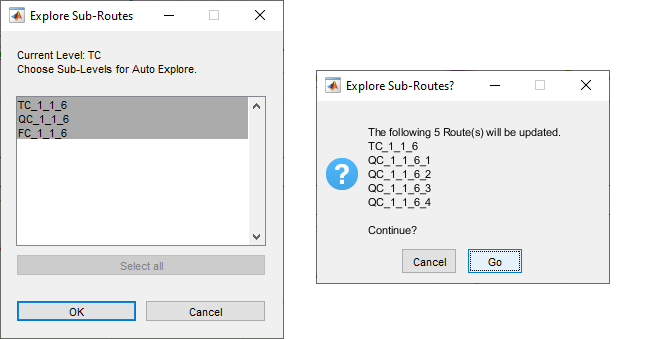 Explore Sub-Routes
Current Level: TC
Choose Sub-Levels for Auto Explore.
TC_1_1_6
QC_1_1_6
FC_1_1_6
Select all
OK
Cancel
Explore Sub-Routes?
The following 5 Route(s) will be updated.
TC_1_1_6
QC_1_1_6_1
QC_1_1_6_2
QC_1_1_6_3
QC_1_1_6_4
Continue?
Cancel
Go